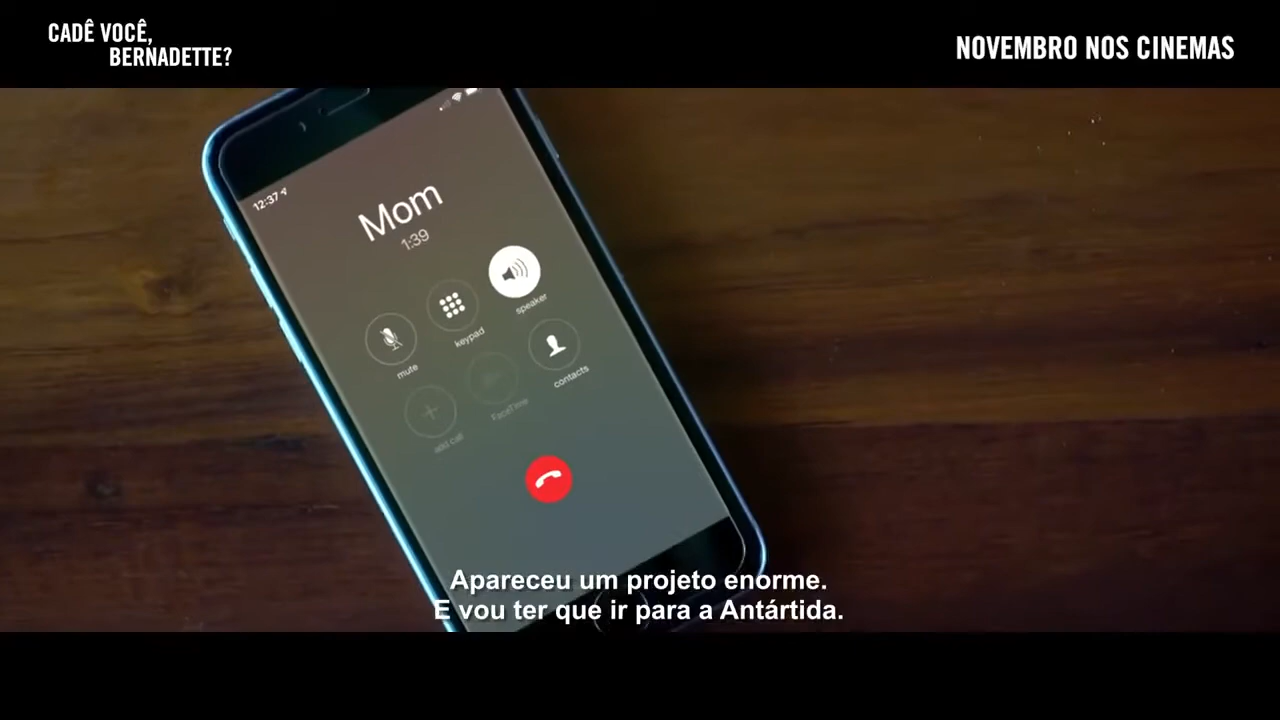 CADÊ VOCÊ,
BERNADETTE?
NOVEMBRO NOS CINEMAS
12:37
Mom
1:39
mute
keypad
speaker
add call
FaceTime
contacts
Apareceu um projeto enorme.
E vou ter que ir para a Antártida.